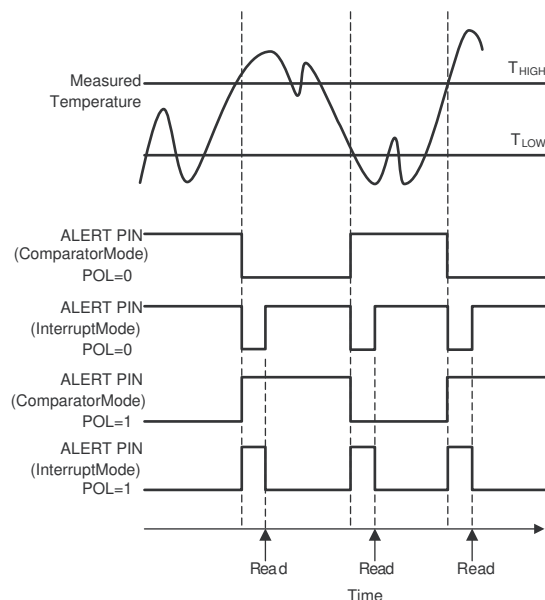 Measured
Temperature
THIGH
TLOW
ALERT PIN
(ComparatorMode)
POL=0
ALERT PIN
(InterruptMode)
POL=0
ALERT PIN
(ComparatorMode)
POL=1
ALERT PIN
(InterruptMode)
POL=1
Read
Read
Read
Time